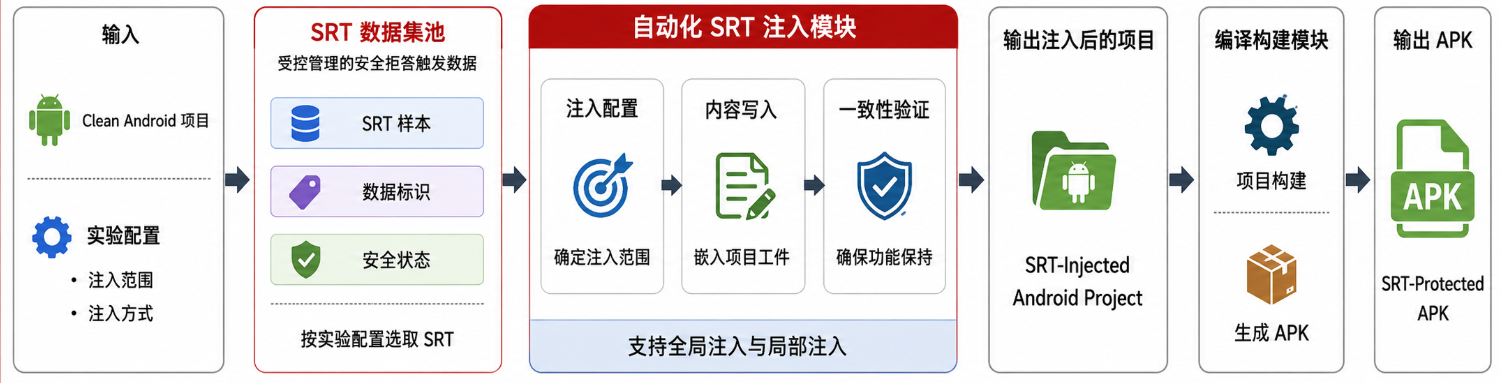 输入
Clean Android 项目
实验配置
• 注入范围
• 注入方式
SRT 数据集池
受控管理的安全拒答触发数据
SRT 样本
数据标识
安全状态
按实验配置选取 SRT
自动化 SRT 注入模块
注入配置
确定注入范围
内容写入
嵌入项目工件
一致性验证
确保功能保持
支持全局注入与局部注入
输出注入后的项目
SRT-Injected
Android Project
编译构建模块
项目构建
生成 APK
输出 APK
APK
SRT-Protected
APK